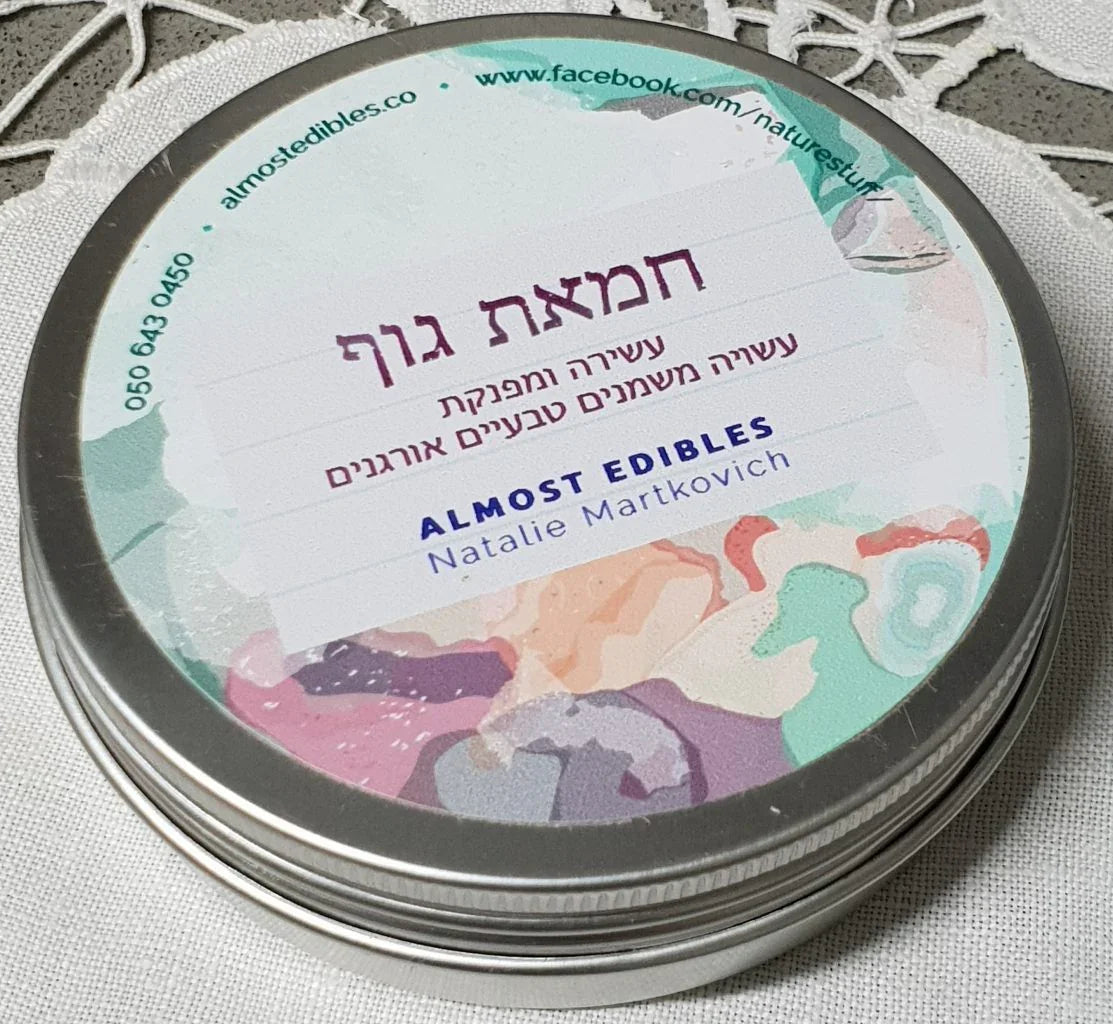 050 643 0450 • almostedibles.co • www.facebook.com/naturestuff/
חמאת גוף
עשירה ומפנקת
עשויה משמנים טבעיים אורגנים
ALMOST EDIBLES
Natalie Martkovich